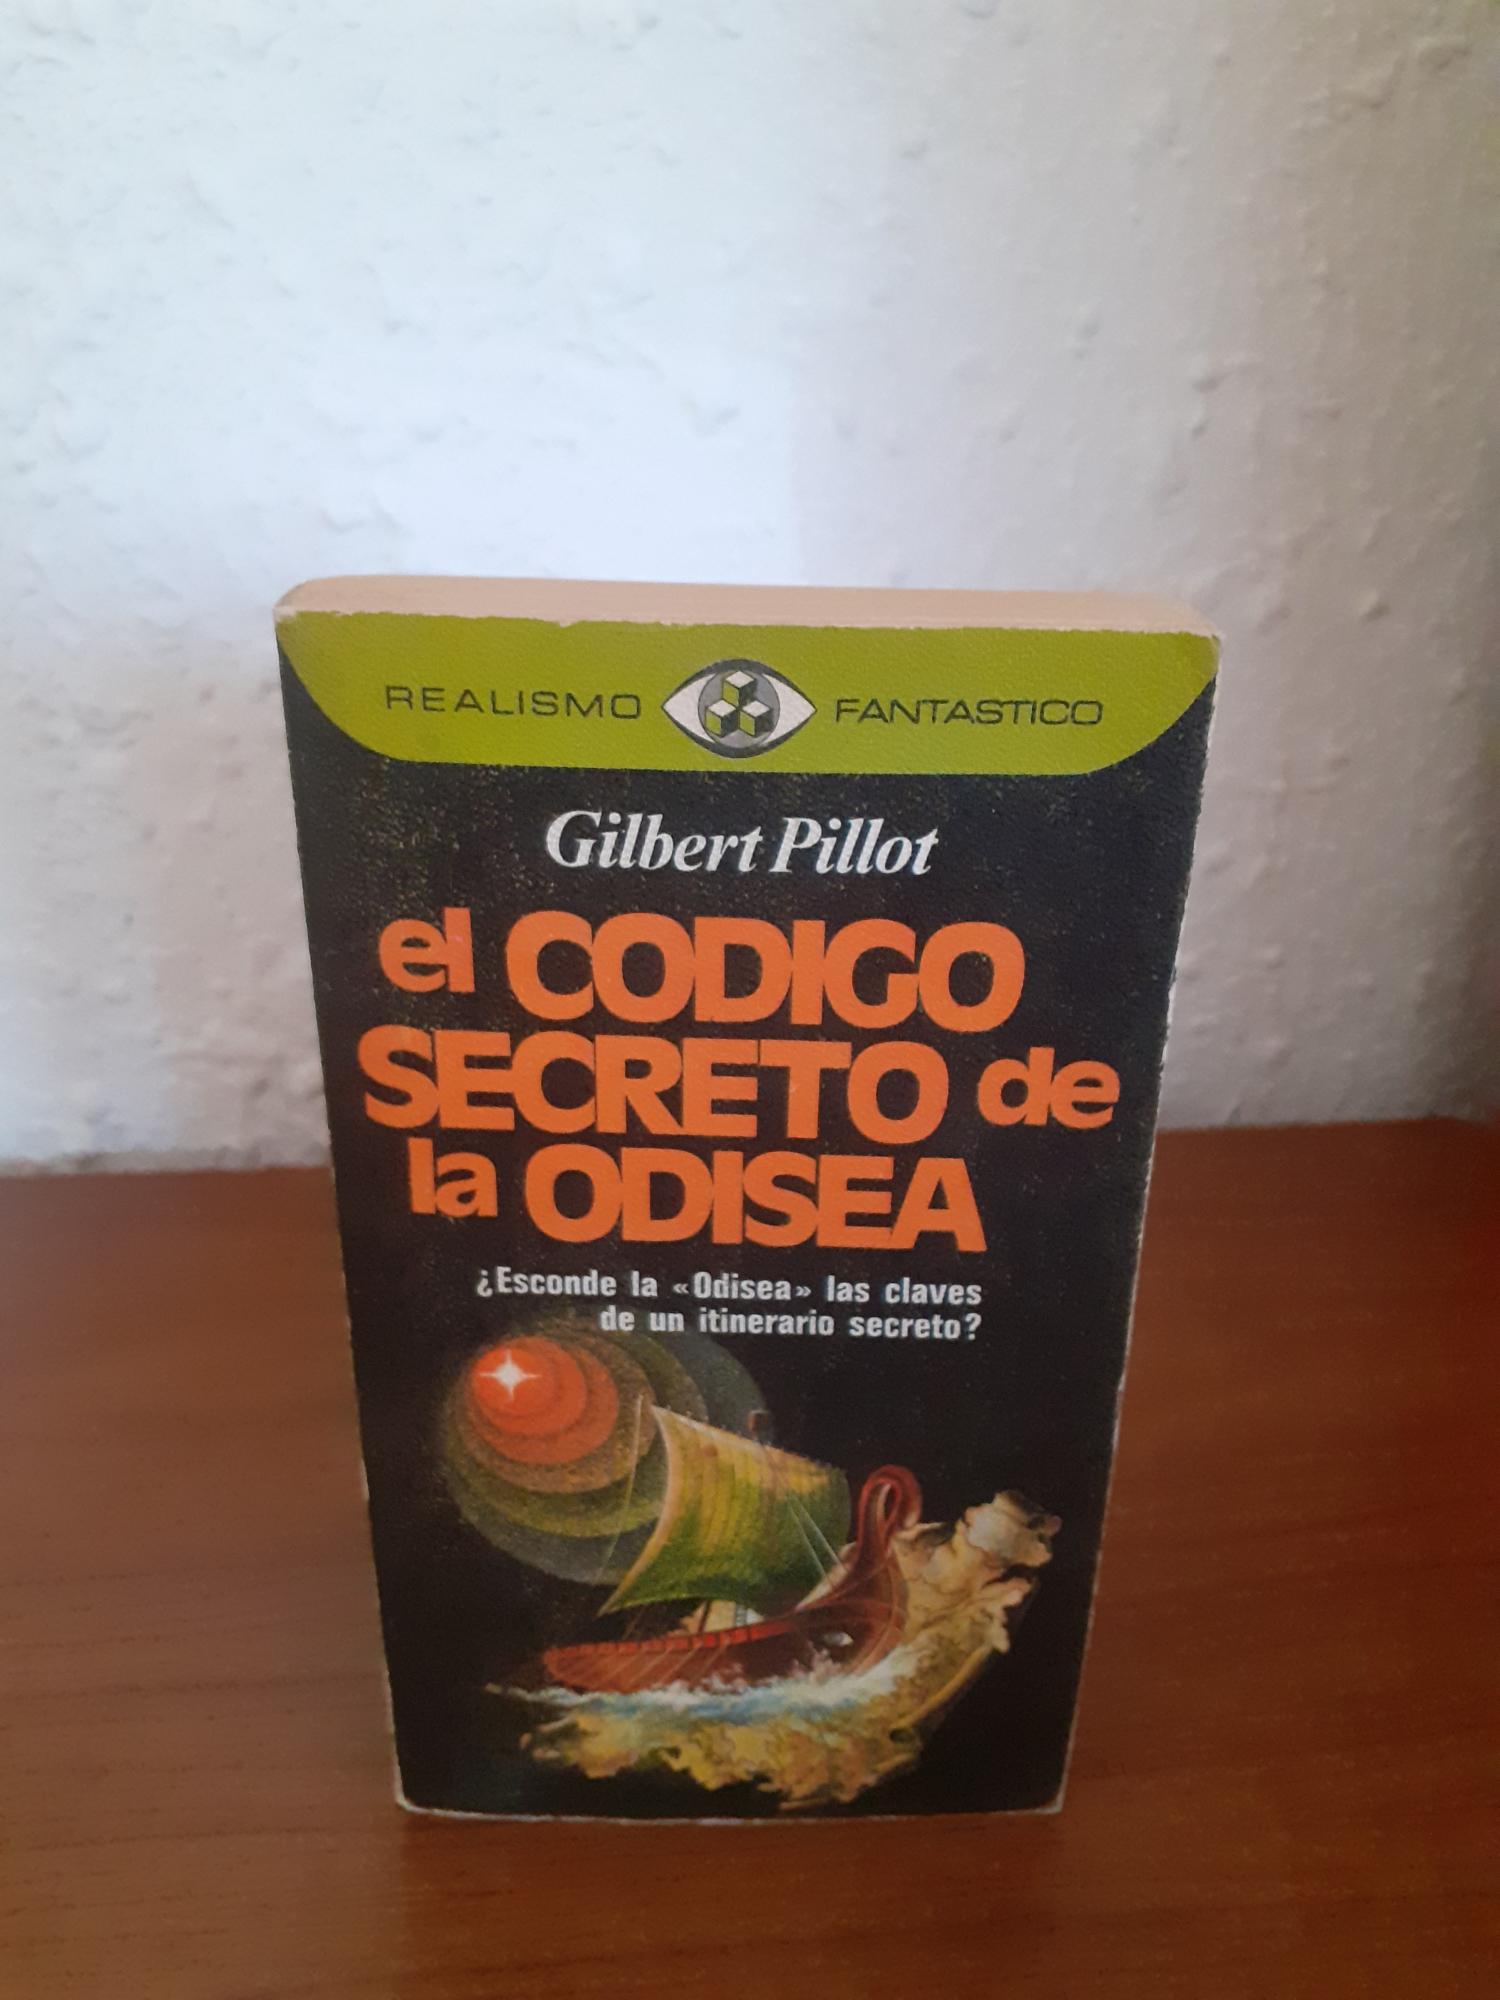 REALISMO FANTASTICO
Gilbert Pillot
el CODIGO
SECRETO de
la ODISEA
¿Esconde la «Odisea» las claves
de un itinerario secreto?